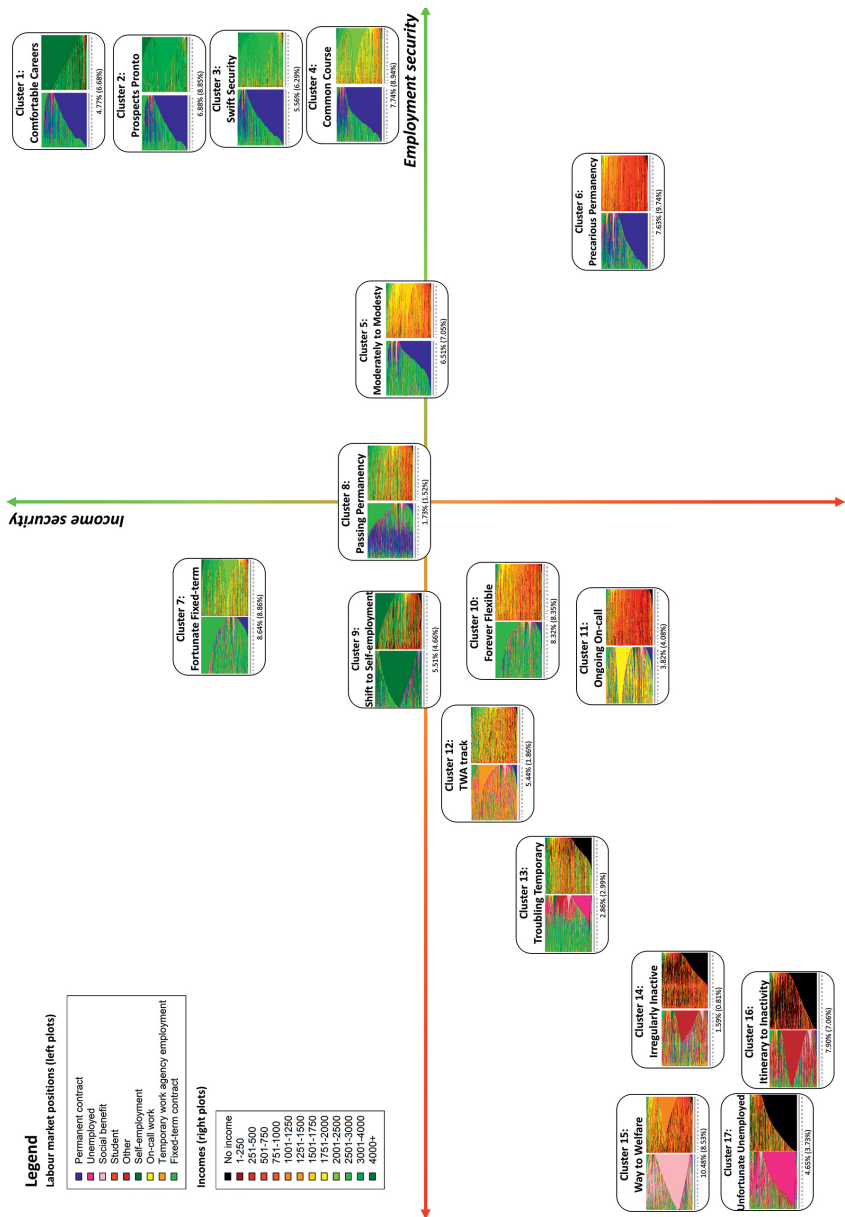 Legend
Labour market positions (left plots)
Permanent contract
Unemployed
Social benefit
Student
Other
Self-employment
On-call work
Temporary work agency employment
Fixed-term contract
Incomes (right plots)
No income
1-250
251-500
501-750
751-1000
1001-1250
1251-1500
1501-1750
1751-2000
2001-2500
2501-3000
3001-4000
4000+
Income security
Employment security
Cluster 1:
Comfortable Careers
4.77% (6.68%)
Cluster 2:
Prospects Pronto
6.88% (8.85%)
Cluster 3:
Swift Security
5.56% (6.29%)
Cluster 4:
Common Course
7.74% (8.94%)
Cluster 5:
Moderately to Modesty
6.51% (7.05%)
Cluster 6:
Precarious Permanency
7.63% (9.74%)
Cluster 7:
Fortunate Fixed-term
8.64% (8.86%)
Cluster 8:
Passing Permanency
1.73% (1.52%)
Cluster 9:
Shift to Self-employment
5.51% (4.66%)
Cluster 10:
Forever Flexible
8.32% (8.35%)
Cluster 11:
Ongoing On-call
3.82% (4.08%)
Cluster 12:
TWA track
5.44% (1.86%)
Cluster 13:
Troubling Temporary
2.86% (2.99%)
Cluster 14:
Irregularly Inactive
1.59% (0.81%)
Cluster 15:
Way to Welfare
10.48% (8.53%)
Cluster 16:
Itinerary to Inactivity
7.90% (7.06%)
Cluster 17:
Unfortunate Unemployed
4.65% (3.73%)